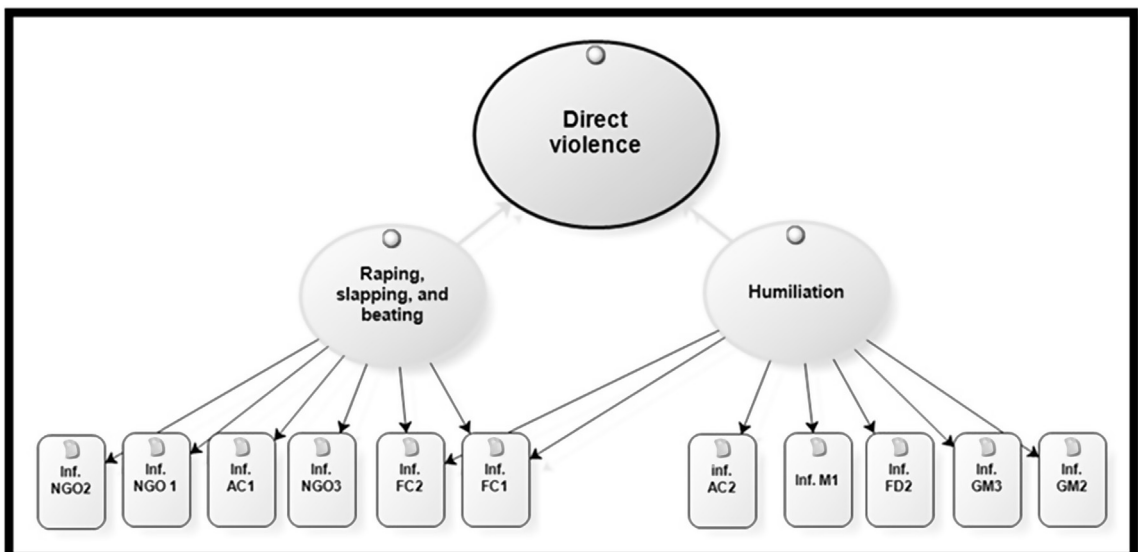 Direct
violence
Raping,
slapping, and
beating
Humiliation
Inf.
NGO2
Inf.
NGO 1
Inf.
AC1
Inf.
NGO3
Inf.
FC2
Inf.
FC1
inf.
AC2
Inf. M1
Inf.
FD2
Inf.
GM3
Inf.
GM2